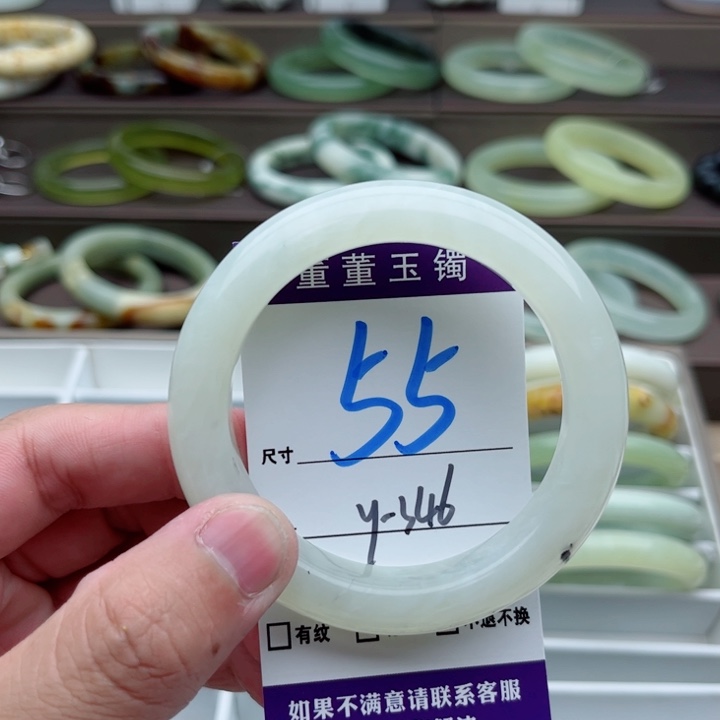 董董玉镯
55
尺寸
y-346
有纹
不退不换
如果不满意请联系客服